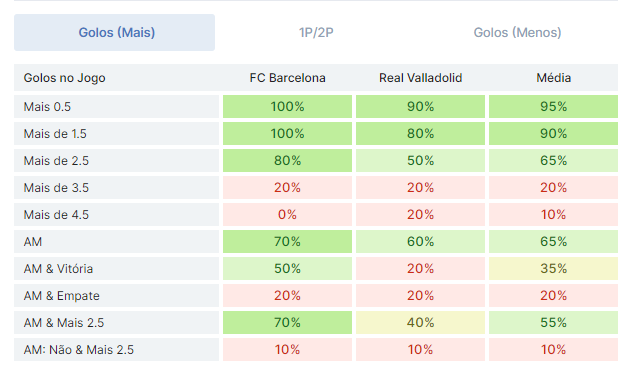 Golos (Mais) 1P/2P Golos (Menos)
Golos no Jogo FC Barcelona Real Valladolid Média
Mais 0.5 100% 90% 95%
Mais de 1.5 100% 80% 90%
Mais de 2.5 80% 50% 65%
Mais de 3.5 20% 20% 20%
Mais de 4.5 0% 20% 10%
AM 70% 60% 65%
AM & Vitória 50% 20% 35%
AM & Empate 20% 20% 20%
AM & Mais 2.5 70% 40% 55%
AM: Não & Mais 2.5 10% 10% 10%